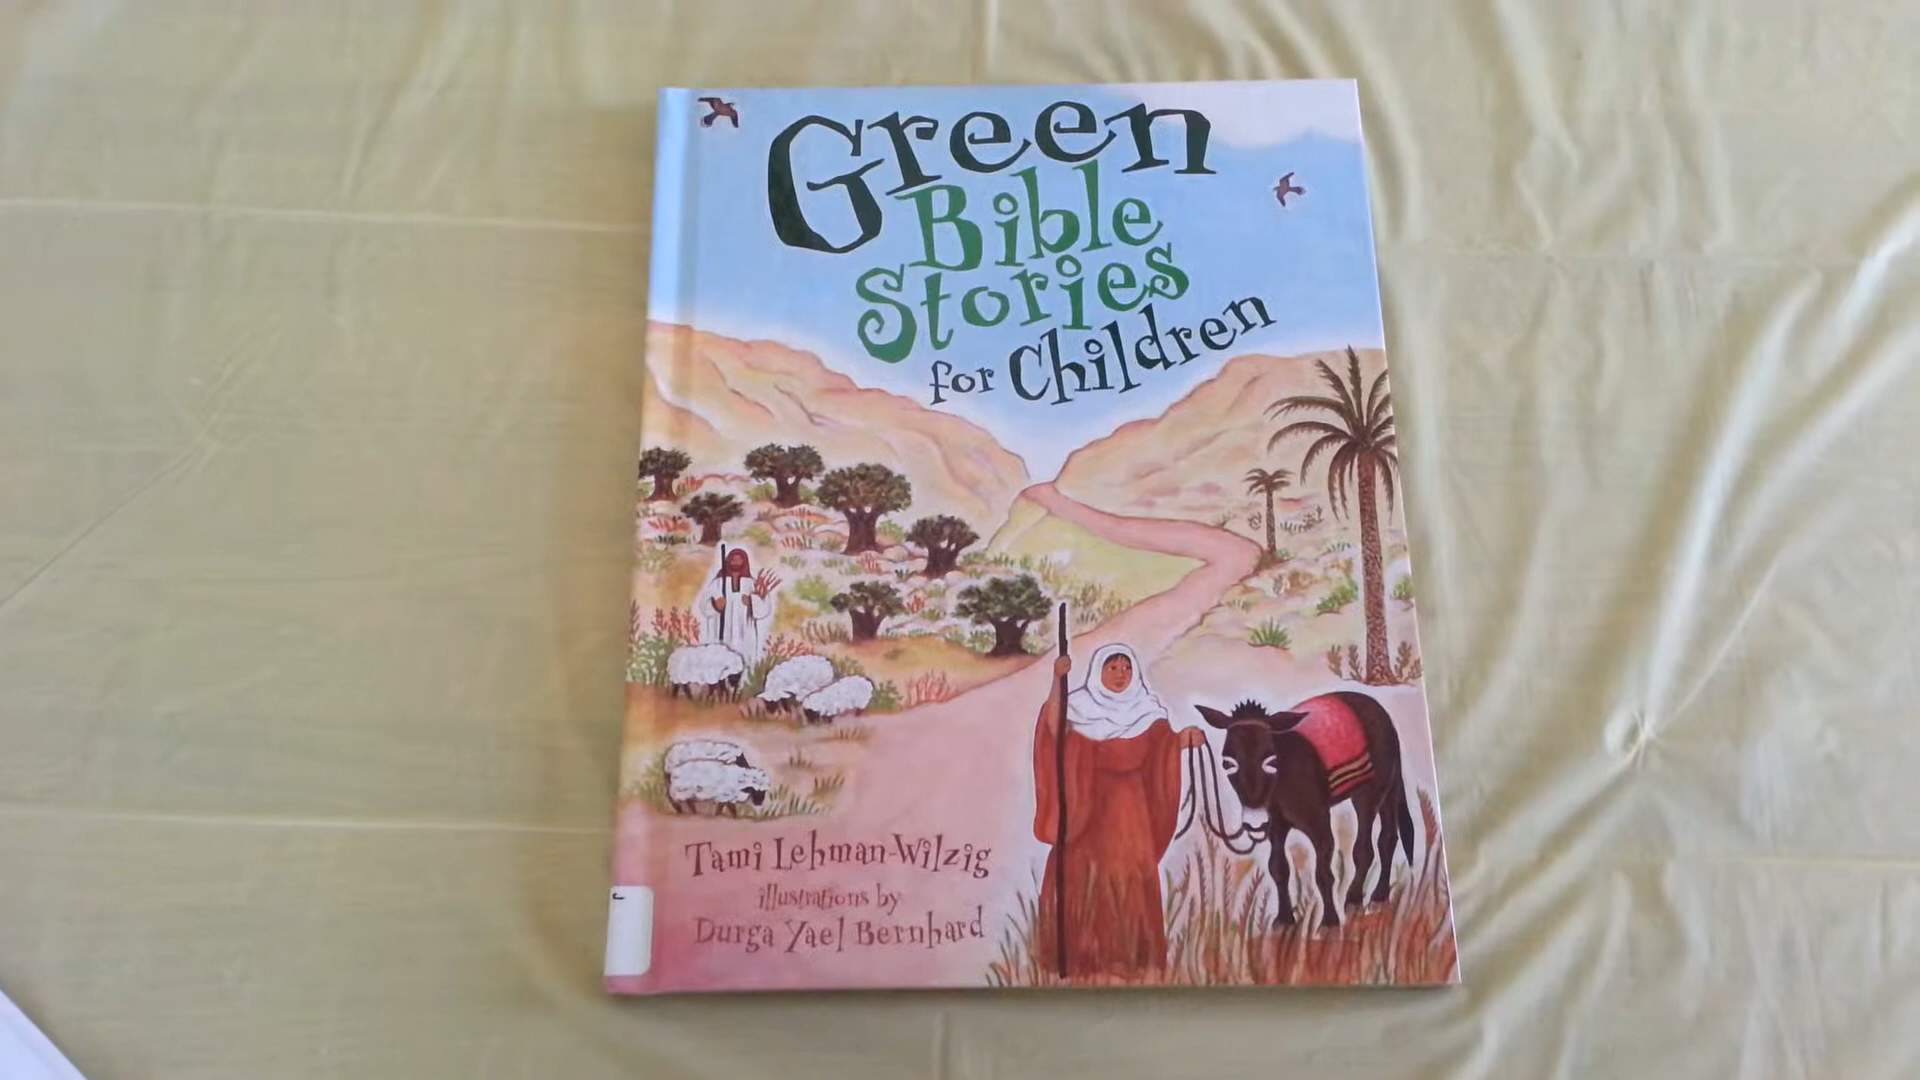 Green
Bible
Stories
for Children
Tami Lehman-Wilzig
illustrations by
Durga Yael Bernhard